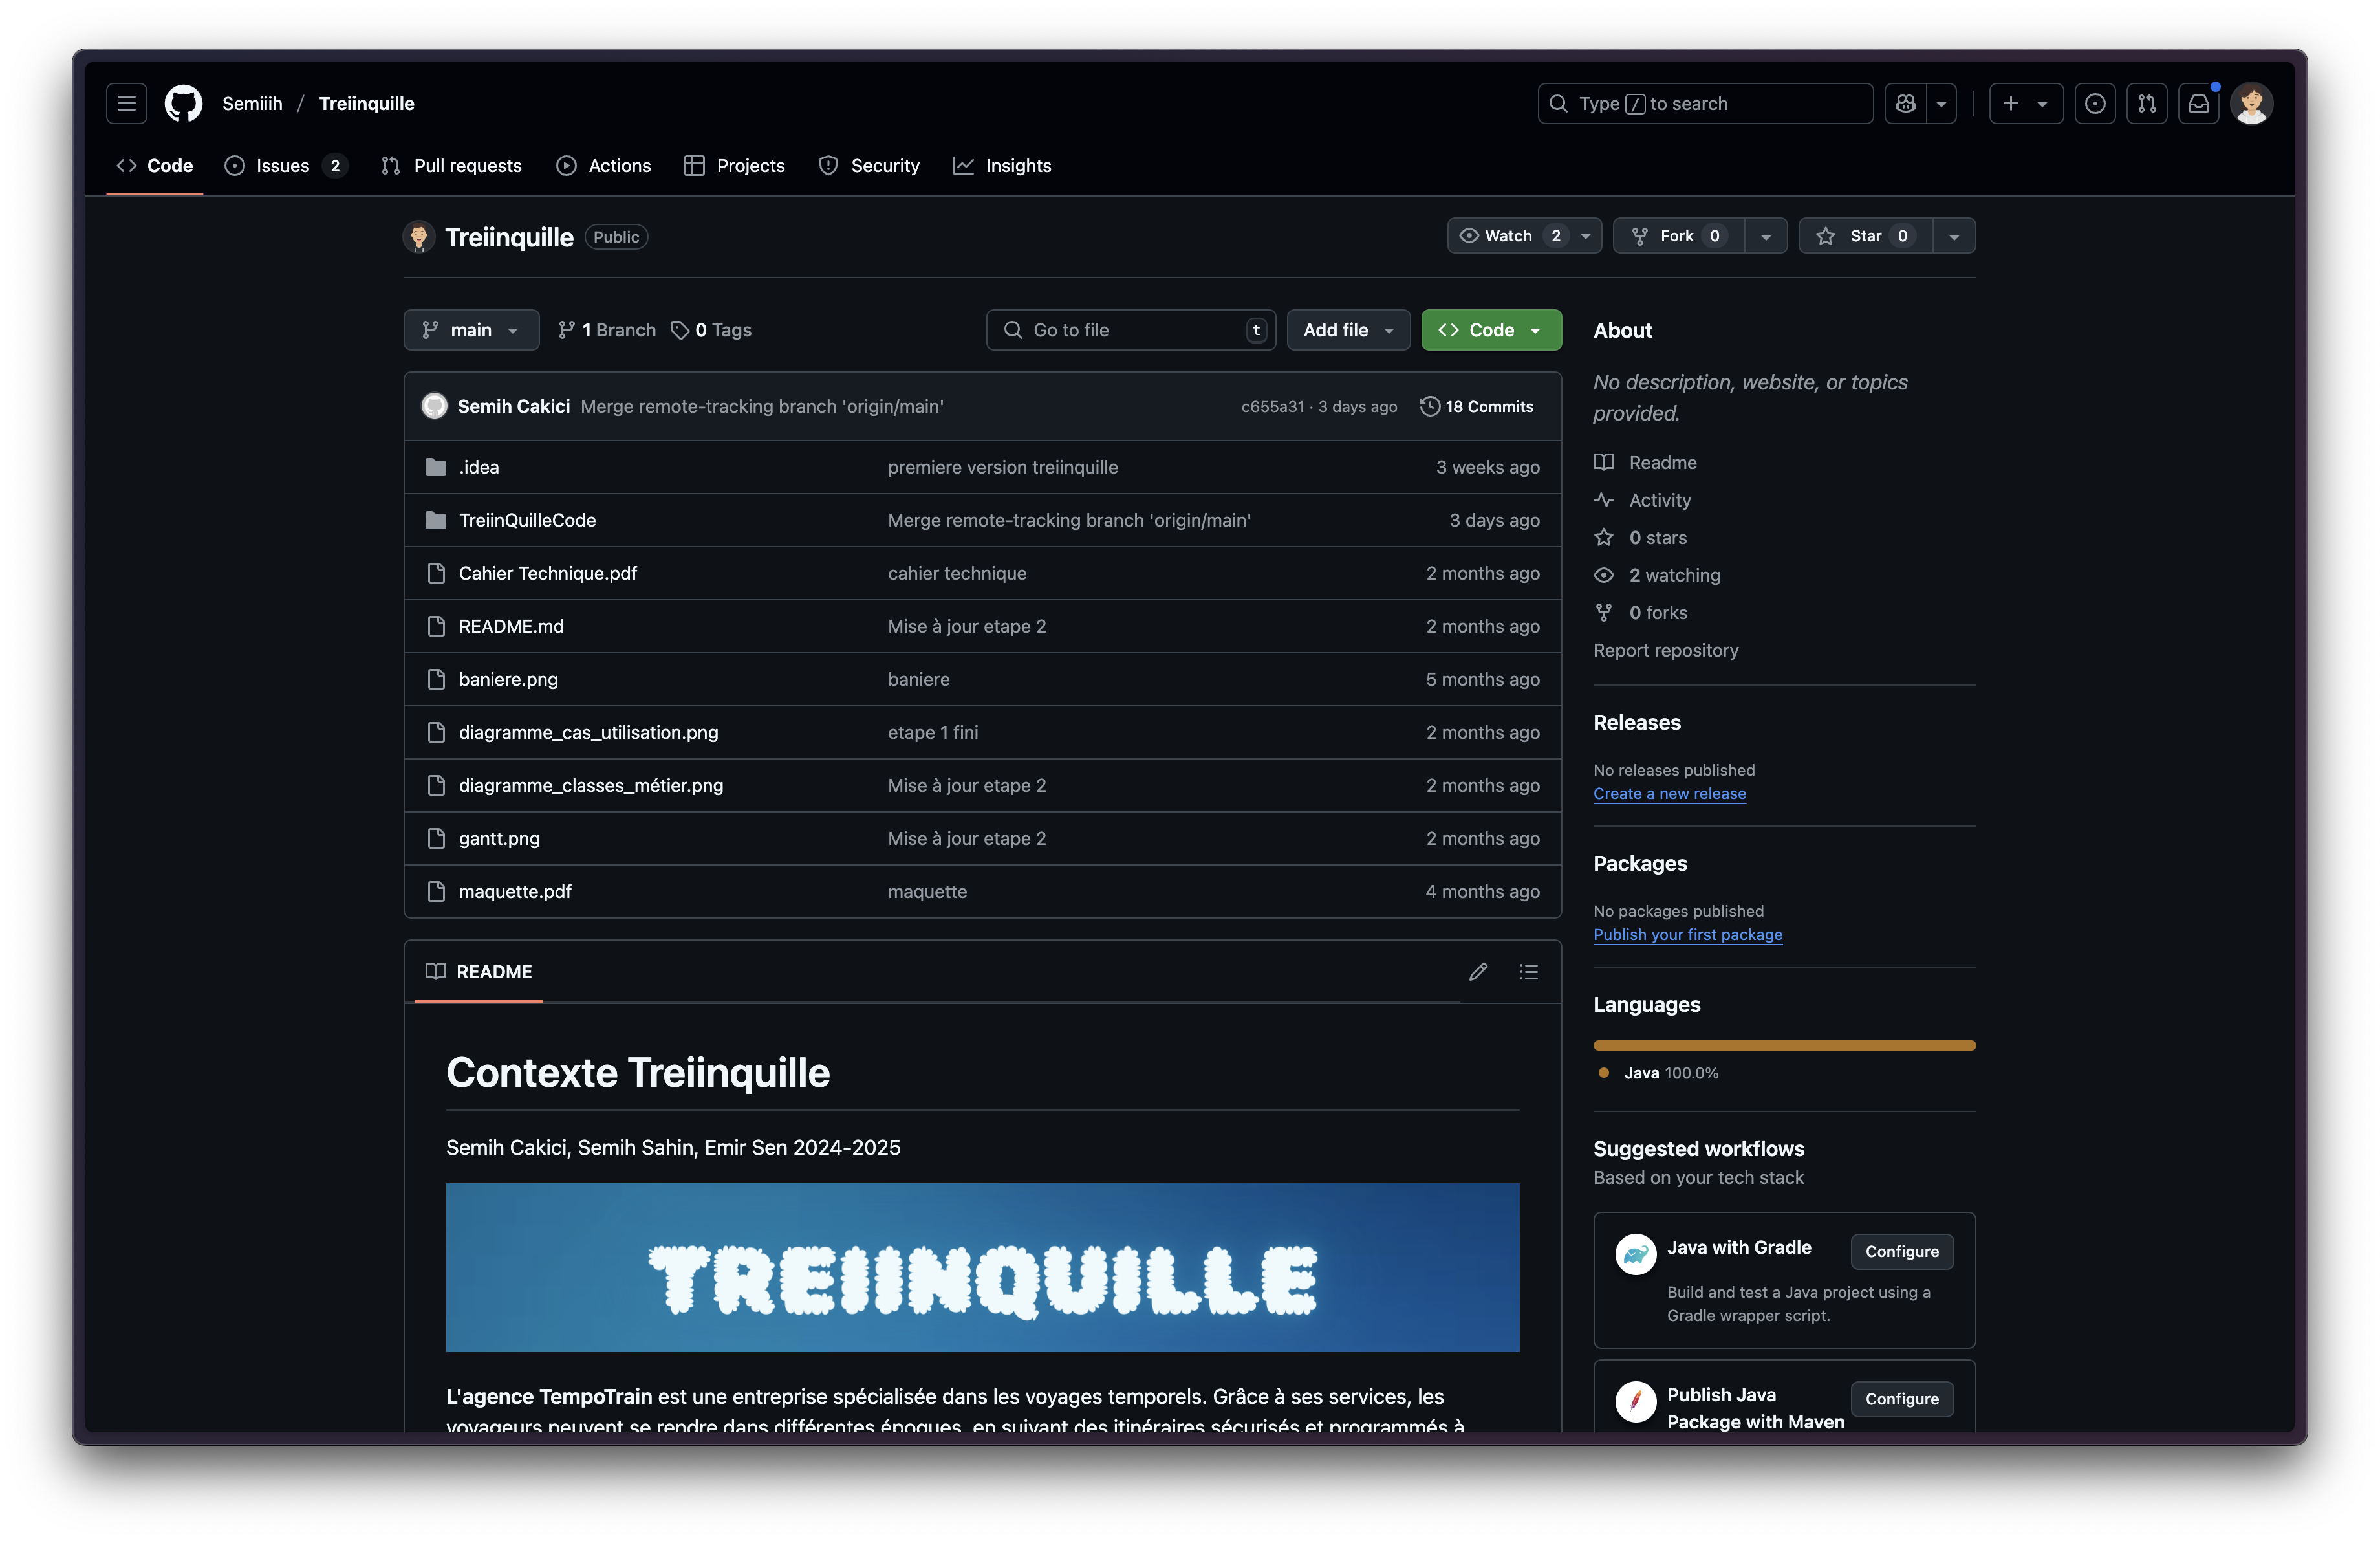 Semiiih / Treiinquille
Type / to search
Code
Issues 2
Pull requests
Actions
Projects
Security
Insights
Treiinquille Public
Watch 2
Fork 0
Star 0
main
1 Branch
0 Tags
Go to file t
Add file
Code
Semih Cakici Merge remote-tracking branch 'origin/main' c655a31 · 3 days ago 18 Commits
.idea premiere version treiinquille 3 weeks ago
TreiinQuilleCode Merge remote-tracking branch 'origin/main' 3 days ago
Cahier Technique.pdf cahier technique 2 months ago
README.md Mise à jour etape 2 2 months ago
baniere.png baniere 5 months ago
diagramme_cas_utilisation.png etape 1 fini 2 months ago
diagramme_classes_métier.png Mise à jour etape 2 2 months ago
gantt.png Mise à jour etape 2 2 months ago
maquette.pdf maquette 4 months ago
README
Contexte Treiinquille
Semih Cakici, Semih Sahin, Emir Sen 2024-2025
TREIINQUILLE
L'agence TempoTrain est une entreprise spécialisée dans les voyages temporels. Grâce à ses services, les
voyageurs peuvent se rendre dans différentes époques, en suivant des itinéraires sécurisés et programmés à
About
No description, website, or topics
provided.
Readme
Activity
0 stars
2 watching
0 forks
Report repository
Releases
No releases published
Create a new release
Packages
No packages published
Publish your first package
Languages
Java 100.0%
Suggested workflows
Based on your tech stack
Java with Gradle
Configure
Build and test a Java project using a
Gradle wrapper script.
Publish Java
Package with Maven
Configure